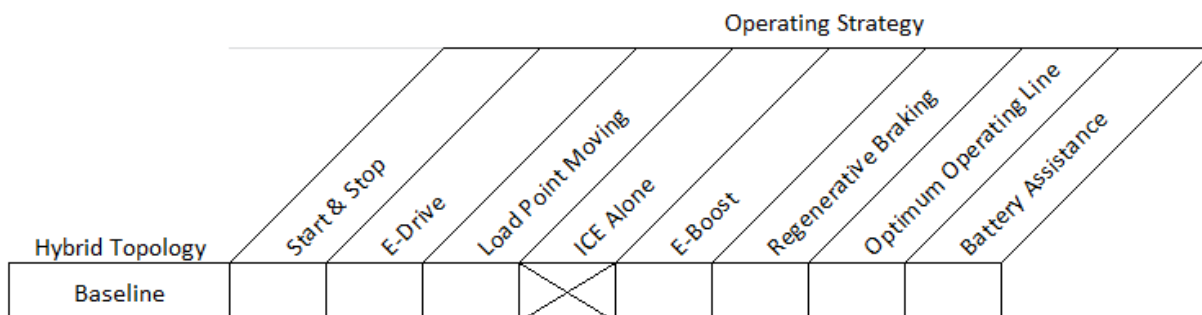 Operating Strategy
Start & Stop
E-Drive
Load Point Moving
ICE Alone
E-Boost
Regenerative Braking
Optimum Operating Line
Battery Assistance
Hybrid Topology
Baseline